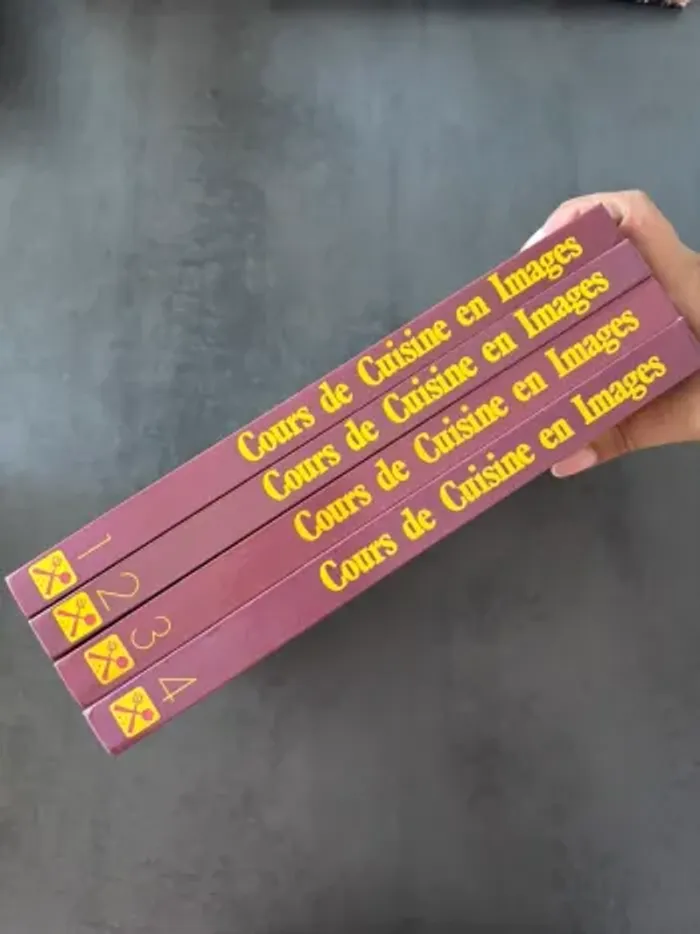 1 Cours de Cuisine en Images
2 Cours de Cuisine en Images
3 Cours de Cuisine en Images
4 Cours de Cuisine en Images